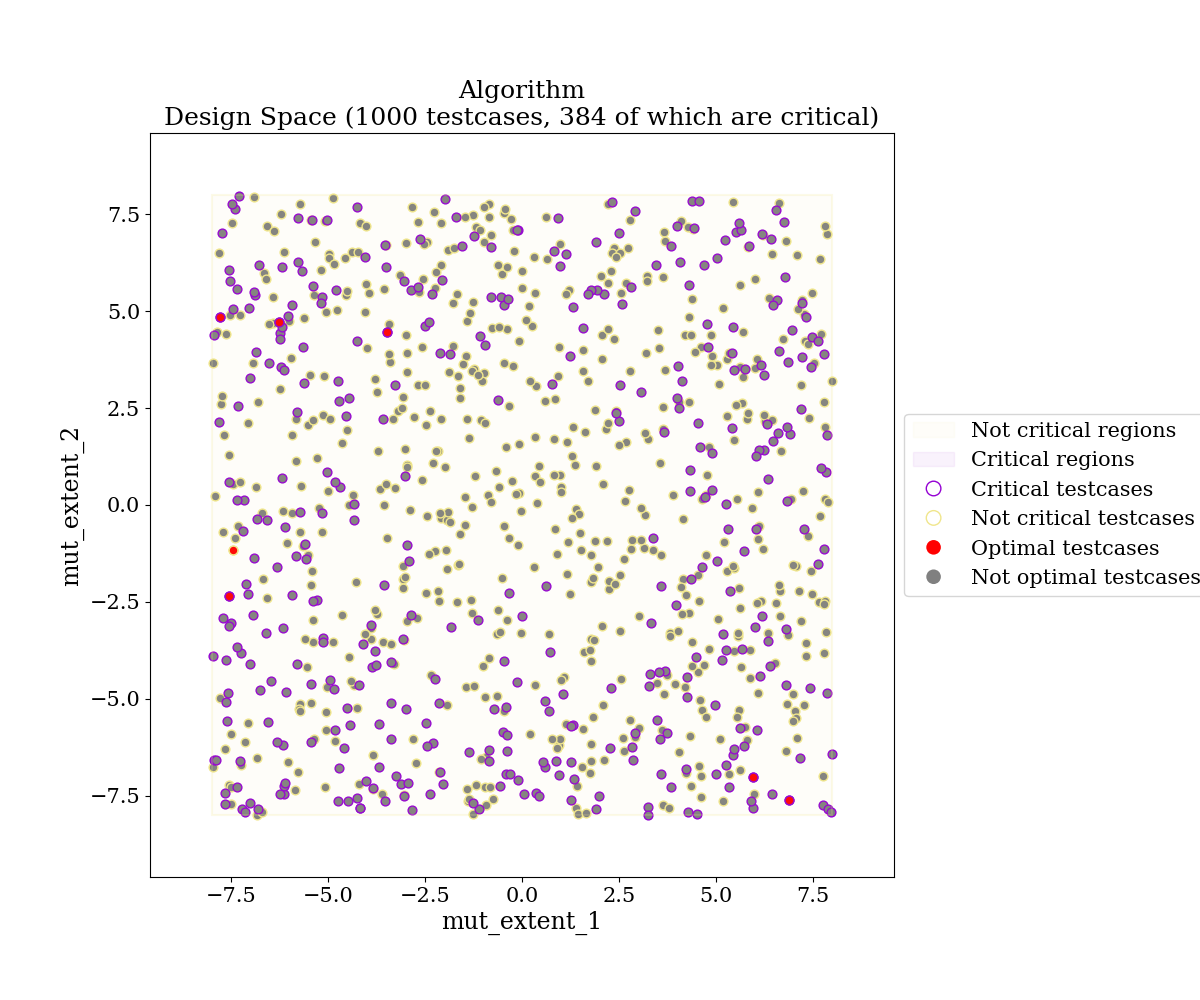 Algorithm
Design Space (1000 testcases, 384 of which are critical)
7.5
5.0
2.5
0.0
−2.5
−5.0
−7.5
mut_extent_2
−7.5 −5.0 −2.5 0.0 2.5 5.0 7.5
mut_extent_1
Not critical regions
Critical regions
Critical testcases
Not critical testcases
Optimal testcases
Not optimal testcases